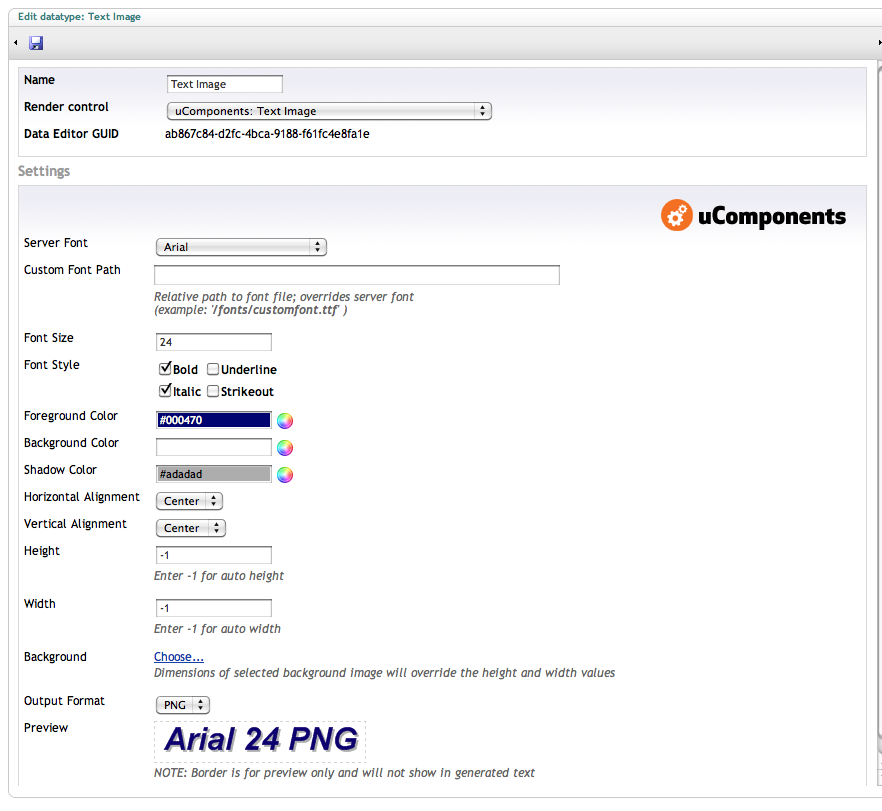 Edit datatype: Text Image
Name
Text Image
Render control
uComponents: Text Image
Data Editor GUID
ab867c84-d2fc-4bca-9188-f61fc4e8fa1e
Settings
uComponents
Server Font
Arial
Custom Font Path
Relative path to font file; overrides server font
(example: '/fonts/customfont.ttf' )
Font Size
24
Font Style
Bold Underline
Italic Strikeout
Foreground Color
#000470
Background Color
Shadow Color
#adadad
Horizontal Alignment
Center
Vertical Alignment
Center
Height
-1
Enter -1 for auto height
Width
-1
Enter -1 for auto width
Background
Choose...
Dimensions of selected background image will override the height and width values
Output Format
PNG
Preview
Arial 24 PNG
NOTE: Border is for preview only and will not show in generated text